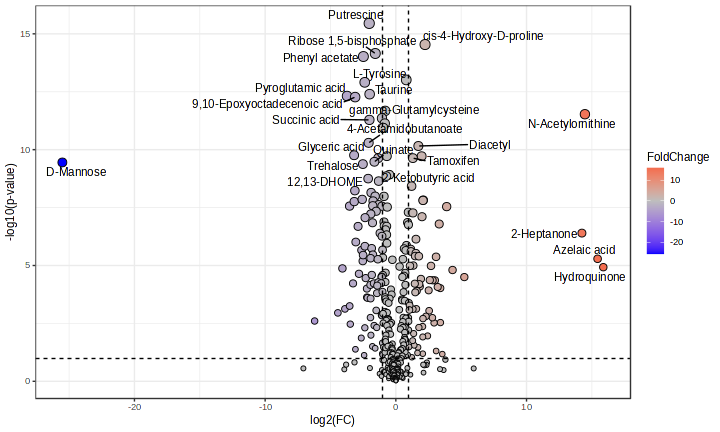 Putrescine
cis-4-Hydroxy-D-proline
Ribose 1,5-bisphosphate
Phenyl acetate
L-Tyrosine
Pyroglutamic acid
Taurine
9,10-Epoxyoctadecenoic acid
gamma-Glutamylcysteine
Succinic acid
N-Acetylornithine
4-Acetamidobutanoate
Glyceric acid
Quinate
Diacetyl
Trehalose
Tamoxifen
D-Mannose
12,13-DHOME
2-Ketobutyric acid
2-Heptanone
Azelaic acid
Hydroquinone
15
10
5
0
-20
-10
0
10
log2(FC)
-log10(p-value)
FoldChange
10
0
-10
-20